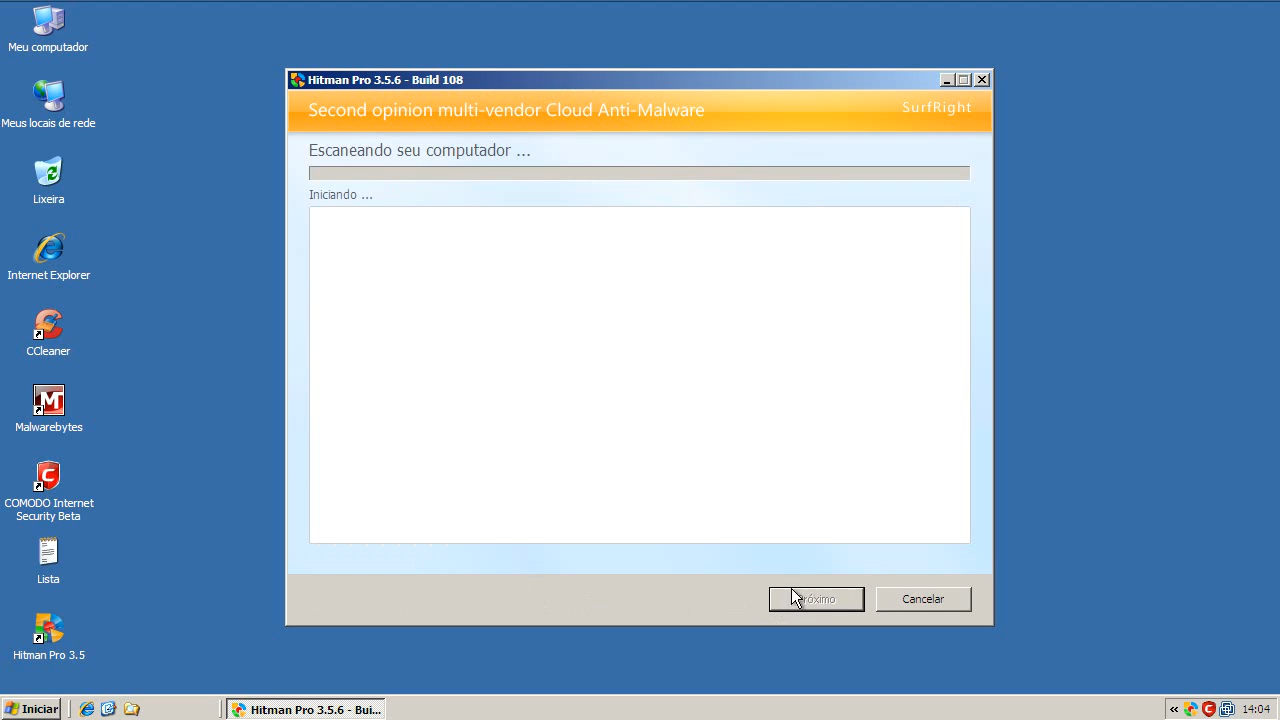 Meu computador
Meus locais de rede
Lixeira
Internet Explorer
CCleaner
Malwarebytes
COMODO Internet
Security Beta
Lista
Hitman Pro 3.5
Hitman Pro 3.5.6 - Build 108
Second opinion multi-vendor Cloud Anti-Malware
SurfRight
Escaneando seu computador ...
Iniciando ...
Cancelar
Iniciar
Hitman Pro 3.5.6 - Bui...
14:04